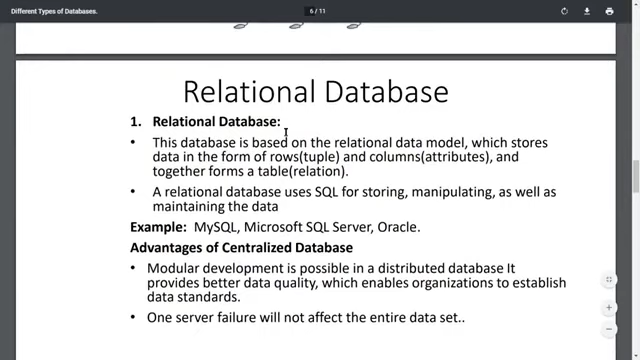 Different Types of Databases.
6 / 11
Relational Database
1. Relational Database:
• This database is based on the relational data model, which stores
data in the form of rows(tuple) and columns(attributes), and
together forms a table(relation).
• A relational database uses SQL for storing, manipulating, as well as
maintaining the data
Example: MySQL, Microsoft SQL Server, Oracle.
Advantages of Centralized Database
• Modular development is possible in a distributed database It
provides better data quality, which enables organizations to establish
data standards.
• One server failure will not affect the entire data set..